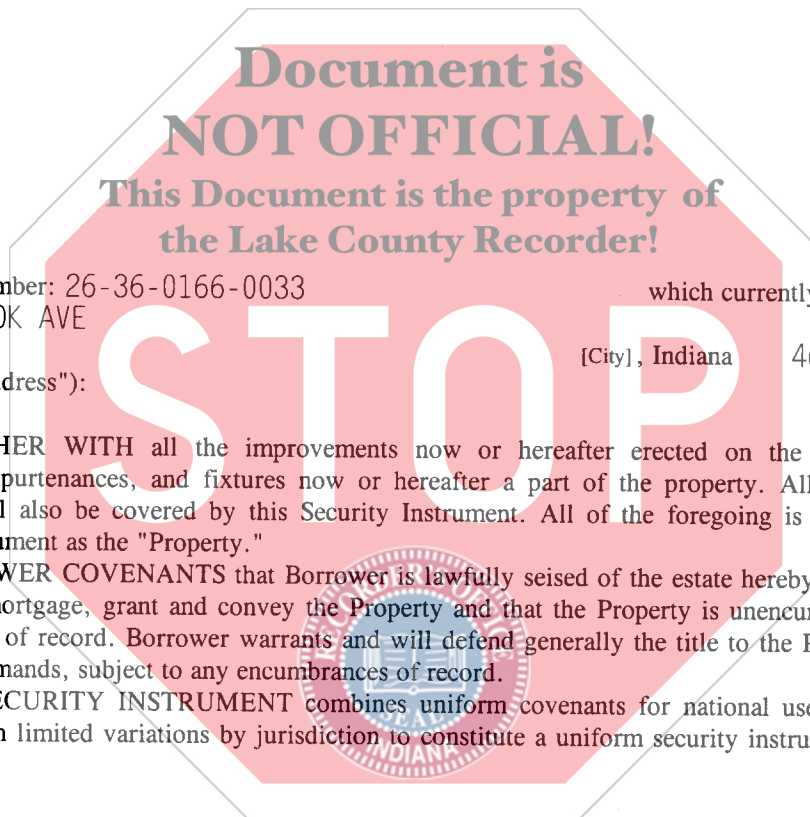 Document is
NOT OFFICIAL!
This Document is the property of
the Lake County Recorder!
mber: 26-36-0166-0033 which currently
OK AVE
[City], Indiana 4
dress"):
STOP
HER WITH all the improvements now or hereafter erected on the
purtenances, and fixtures now or hereafter a part of the property. All
l also be covered by this Security Instrument. All of the foregoing is
ument as the "Property."
WER COVENANTS that Borrower is lawfully seised of the estate hereby
ortgage, grant and convey the Property and that the Property is unencum
of record. Borrower warrants and will defend generally the title to the P
mands, subject to any encumbrances of record.
ECURITY INSTRUMENT combines uniform covenants for national use
n limited variations by jurisdiction to constitute a uniform security instru
RECORDER'S OFFICE
SEAL
INDIANA